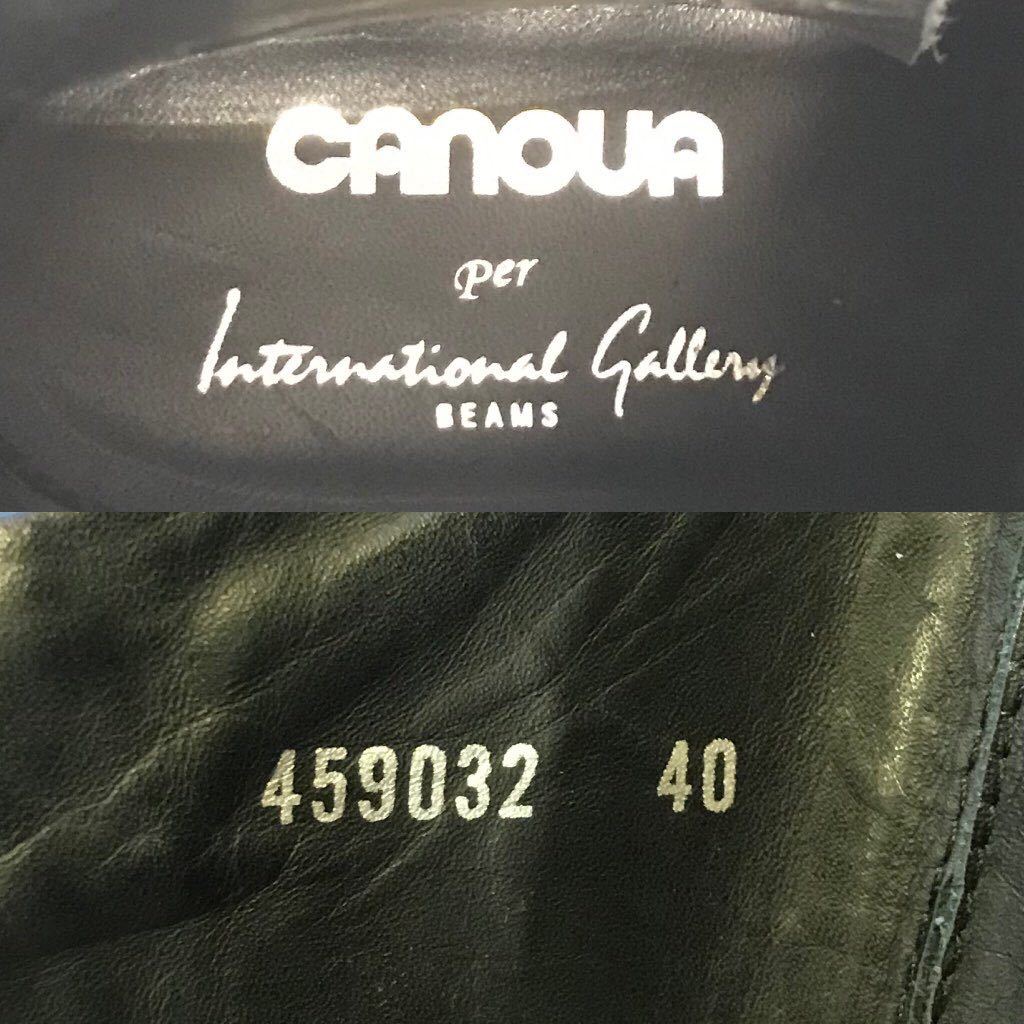 CANOVA
per
International Gallery
BEAMS
459032 40